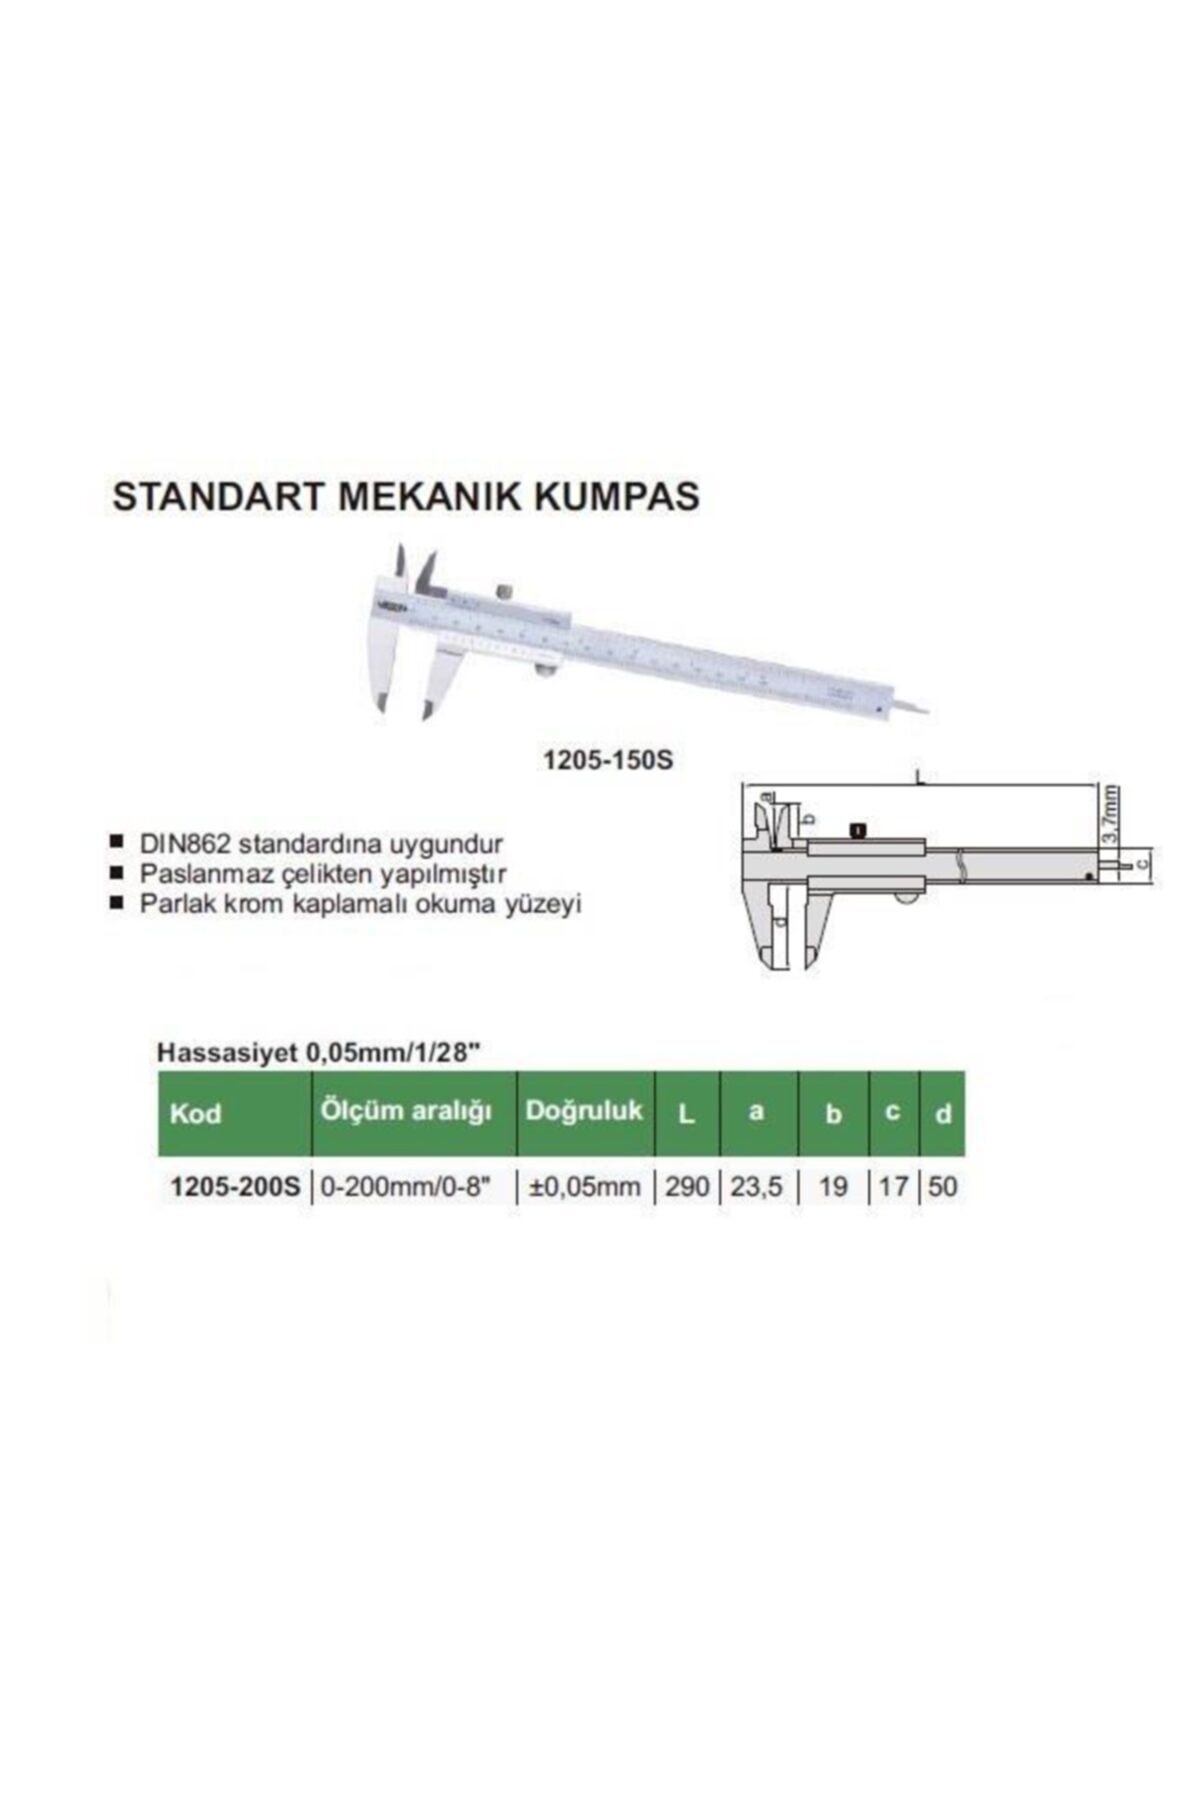 STANDART MEKANIK KUMPAS
1205-150S
DIN862 standardına uygundur
Paslanmaz çelikten yapılmıştır
Parlak krom kaplamalı okuma yüzeyi
L
a
b
3,7mm
c
d
Hassasiyet 0,05mm/1/28"
Kod Ölçüm aralığı Doğruluk L a b c d
1205-200S 0-200mm/0-8" ±0,05mm 290 23,5 19 17 50